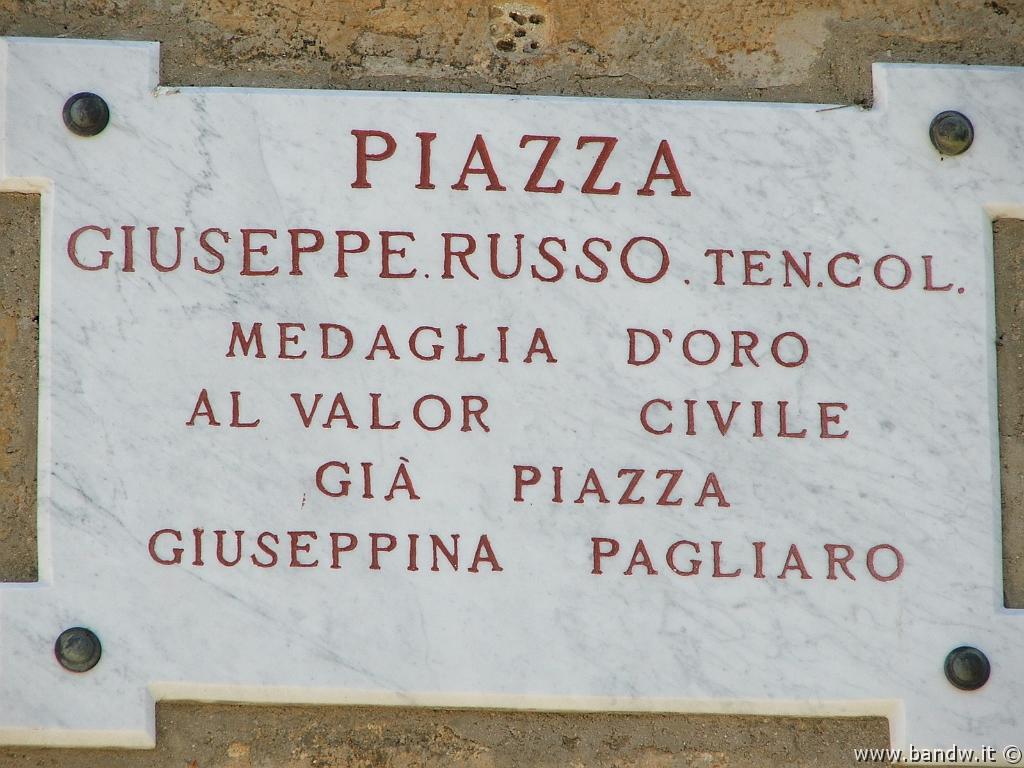 PIAZZA
GIUSEPPE.RUSSO.TEN.COL.
MEDAGLIA D'ORO
AL VALOR CIVILE
GIÀ PIAZZA
GIUSEPPINA PAGLIARO
www.bandw.it ©